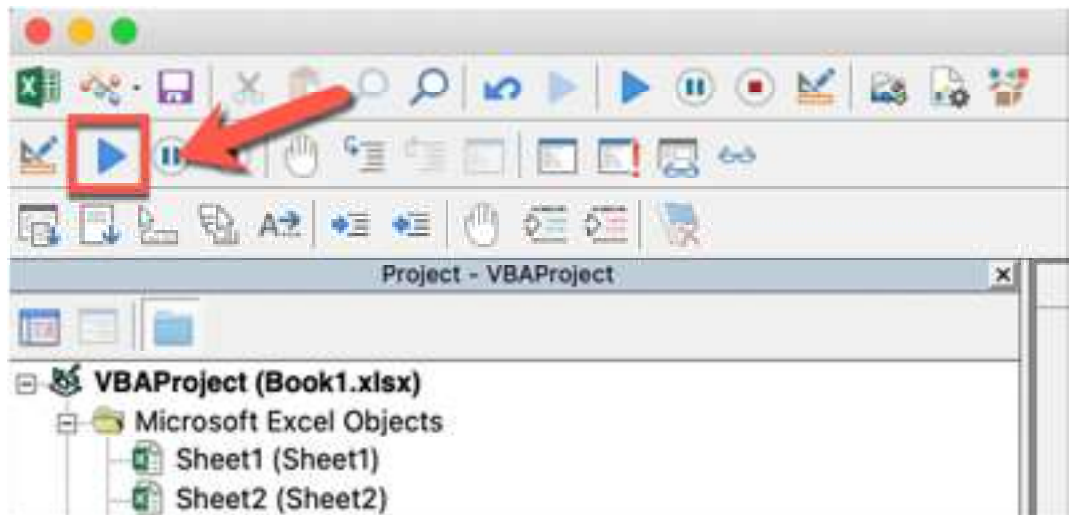 Project - VBAProject
VBAProject (Book1.xlsx)
Microsoft Excel Objects
Sheet1 (Sheet1)
Sheet2 (Sheet2)